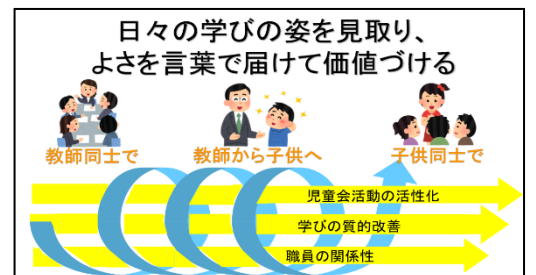 日々の学びの姿を見取り、
よさを言葉で届けて価値づける
教師同士で
教師から子供へ
子供同士で
児童会活動の活性化
学びの質的改善
職員の関係性